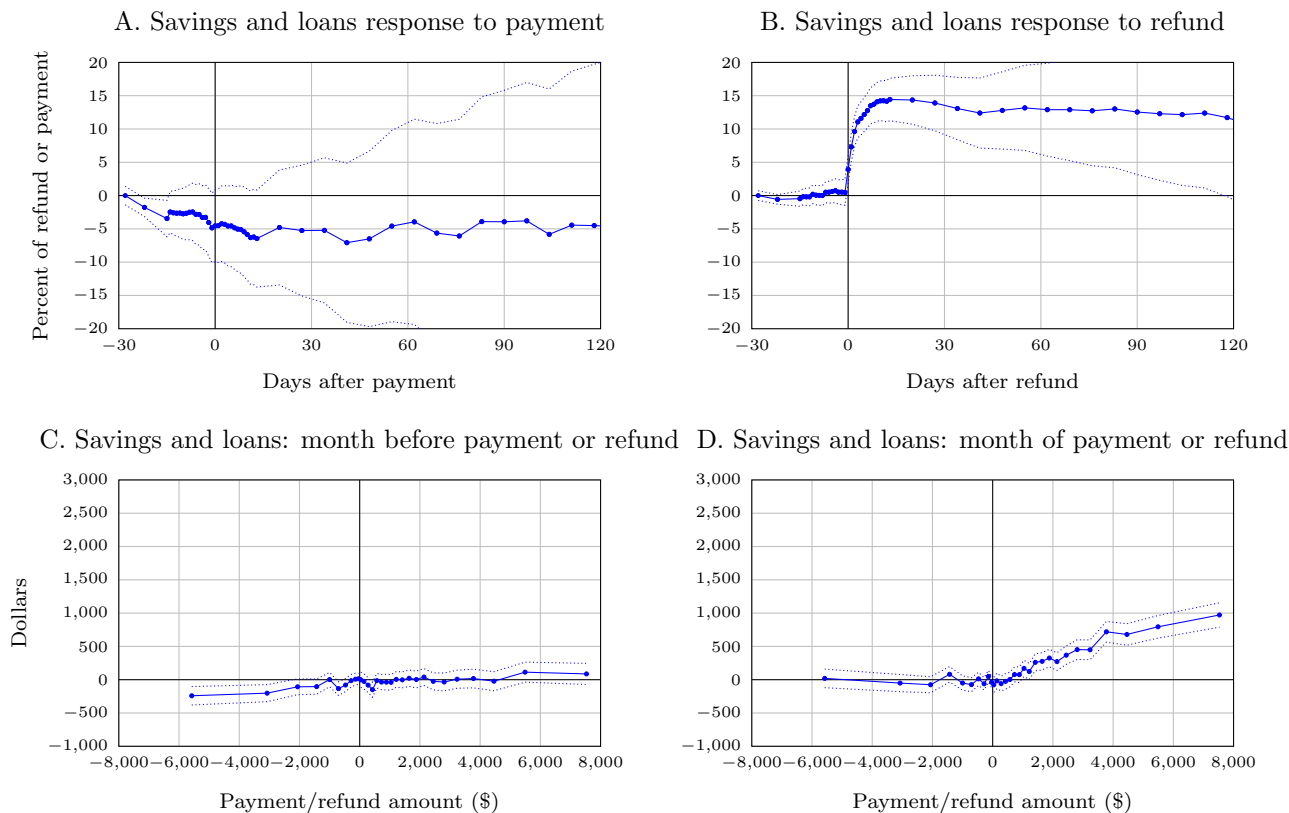 A. Savings and loans response to payment
B. Savings and loans response to refund
Percent of refund or payment
20
15
10
5
0
−5
−10
−15
−20
−30 0 30 60 90 120
Days after payment
20
15
10
5
0
−5
−10
−15
−20
−30 0 30 60 90 120
Days after refund
C. Savings and loans: month before payment or refund
D. Savings and loans: month of payment or refund
Dollars
3,000
2,500
2,000
1,500
1,000
500
0
−500
−1,000
−8,000 −6,000 −4,000 −2,000 0 2,000 4,000 6,000 8,000
Payment/refund amount ($)
3,000
2,500
2,000
1,500
1,000
500
0
−500
−1,000
−8,000 −6,000 −4,000 −2,000 0 2,000 4,000 6,000 8,000
Payment/refund amount ($)